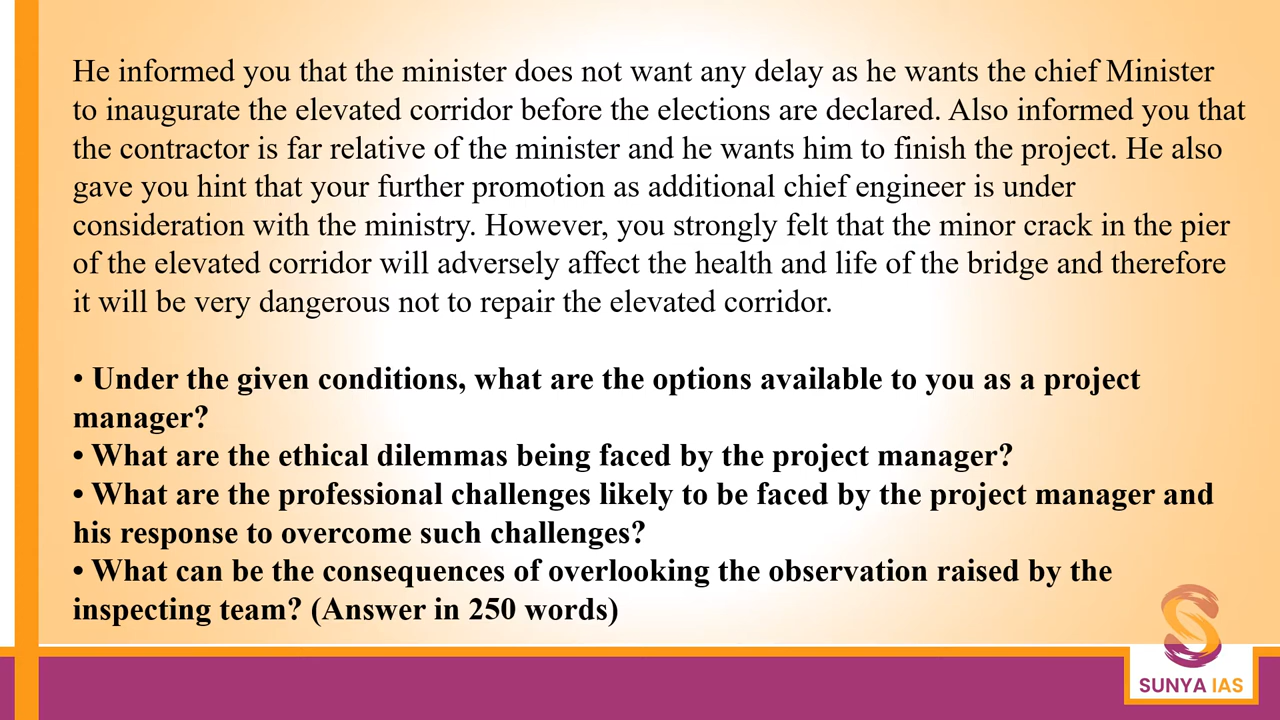 He informed you that the minister does not want any delay as he wants the chief Minister
to inaugurate the elevated corridor before the elections are declared. Also informed you that
the contractor is far relative of the minister and he wants him to finish the project. He also
gave you hint that your further promotion as additional chief engineer is under
consideration with the ministry. However, you strongly felt that the minor crack in the pier
of the elevated corridor will adversely affect the health and life of the bridge and therefore
it will be very dangerous not to repair the elevated corridor.
• Under the given conditions, what are the options available to you as a project
manager?
• What are the ethical dilemmas being faced by the project manager?
• What are the professional challenges likely to be faced by the project manager and
his response to overcome such challenges?
• What can be the consequences of overlooking the observation raised by the
inspecting team? (Answer in 250 words)
SUNYA IAS